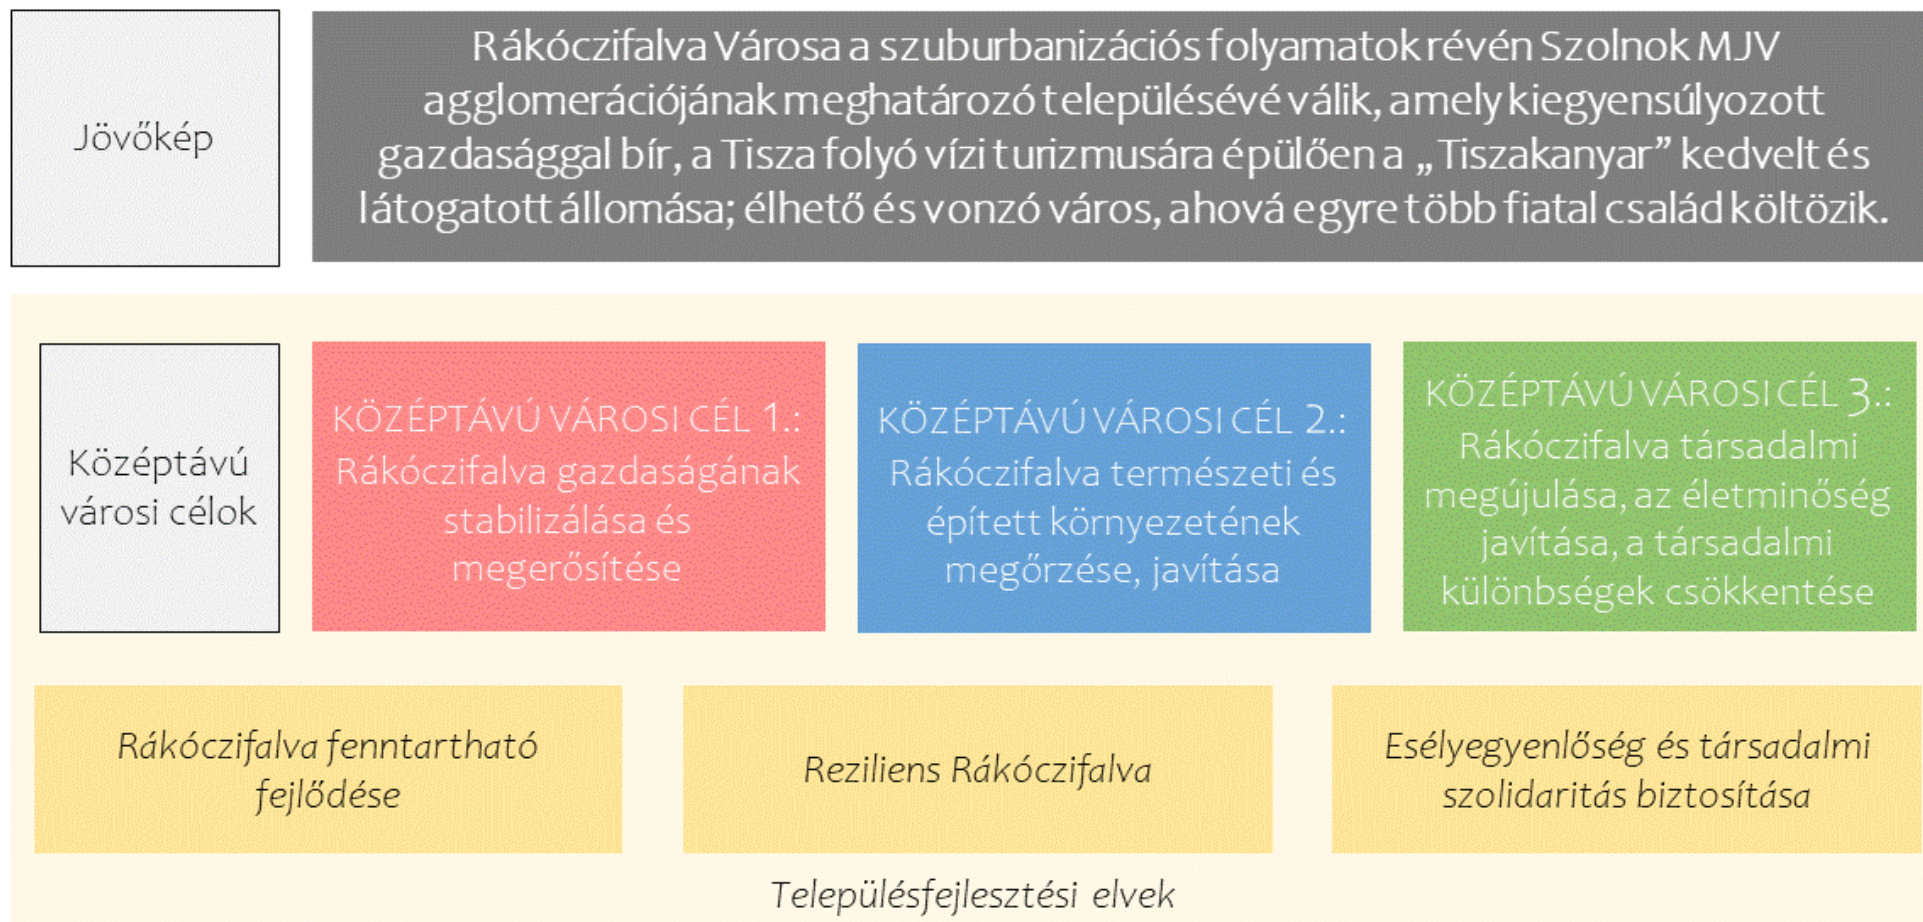 Jövőkép
Rákóczifalva Városa a szuburbanizációs folyamatok révén Szolnok MJV
agglomerációjának meghatározó településévé válik, amely kiegyensúlyozott
gazdasággal bír, a Tisza folyó vízi turizmusára épülően a „Tiszakanyar” kedvelt és
látogatott állomása; élhető és vonzó város, ahová egyre több fiatal család költözik.
Középtávú
városi célok
KÖZÉPTÁVÚ VÁROSI CÉL 1.:
Rákóczifalva gazdaságának
stabilizálása és
megerősítése
KÖZÉPTÁVÚ VÁROSI CÉL 2.:
Rákóczifalva természeti és
épített környezetének
megőrzése, javítása
KÖZÉPTÁVÚ VÁROSI CÉL 3.:
Rákóczifalva társadalmi
megújulása, az életminőség
javítása, a társadalmi
különbségek csökkentése
Rákóczifalva fenntartható
fejlődése
Reziliens Rákóczifalva
Esélyegyenlőség és társadalmi
szolidaritás biztosítása
Településfejlesztési elvek